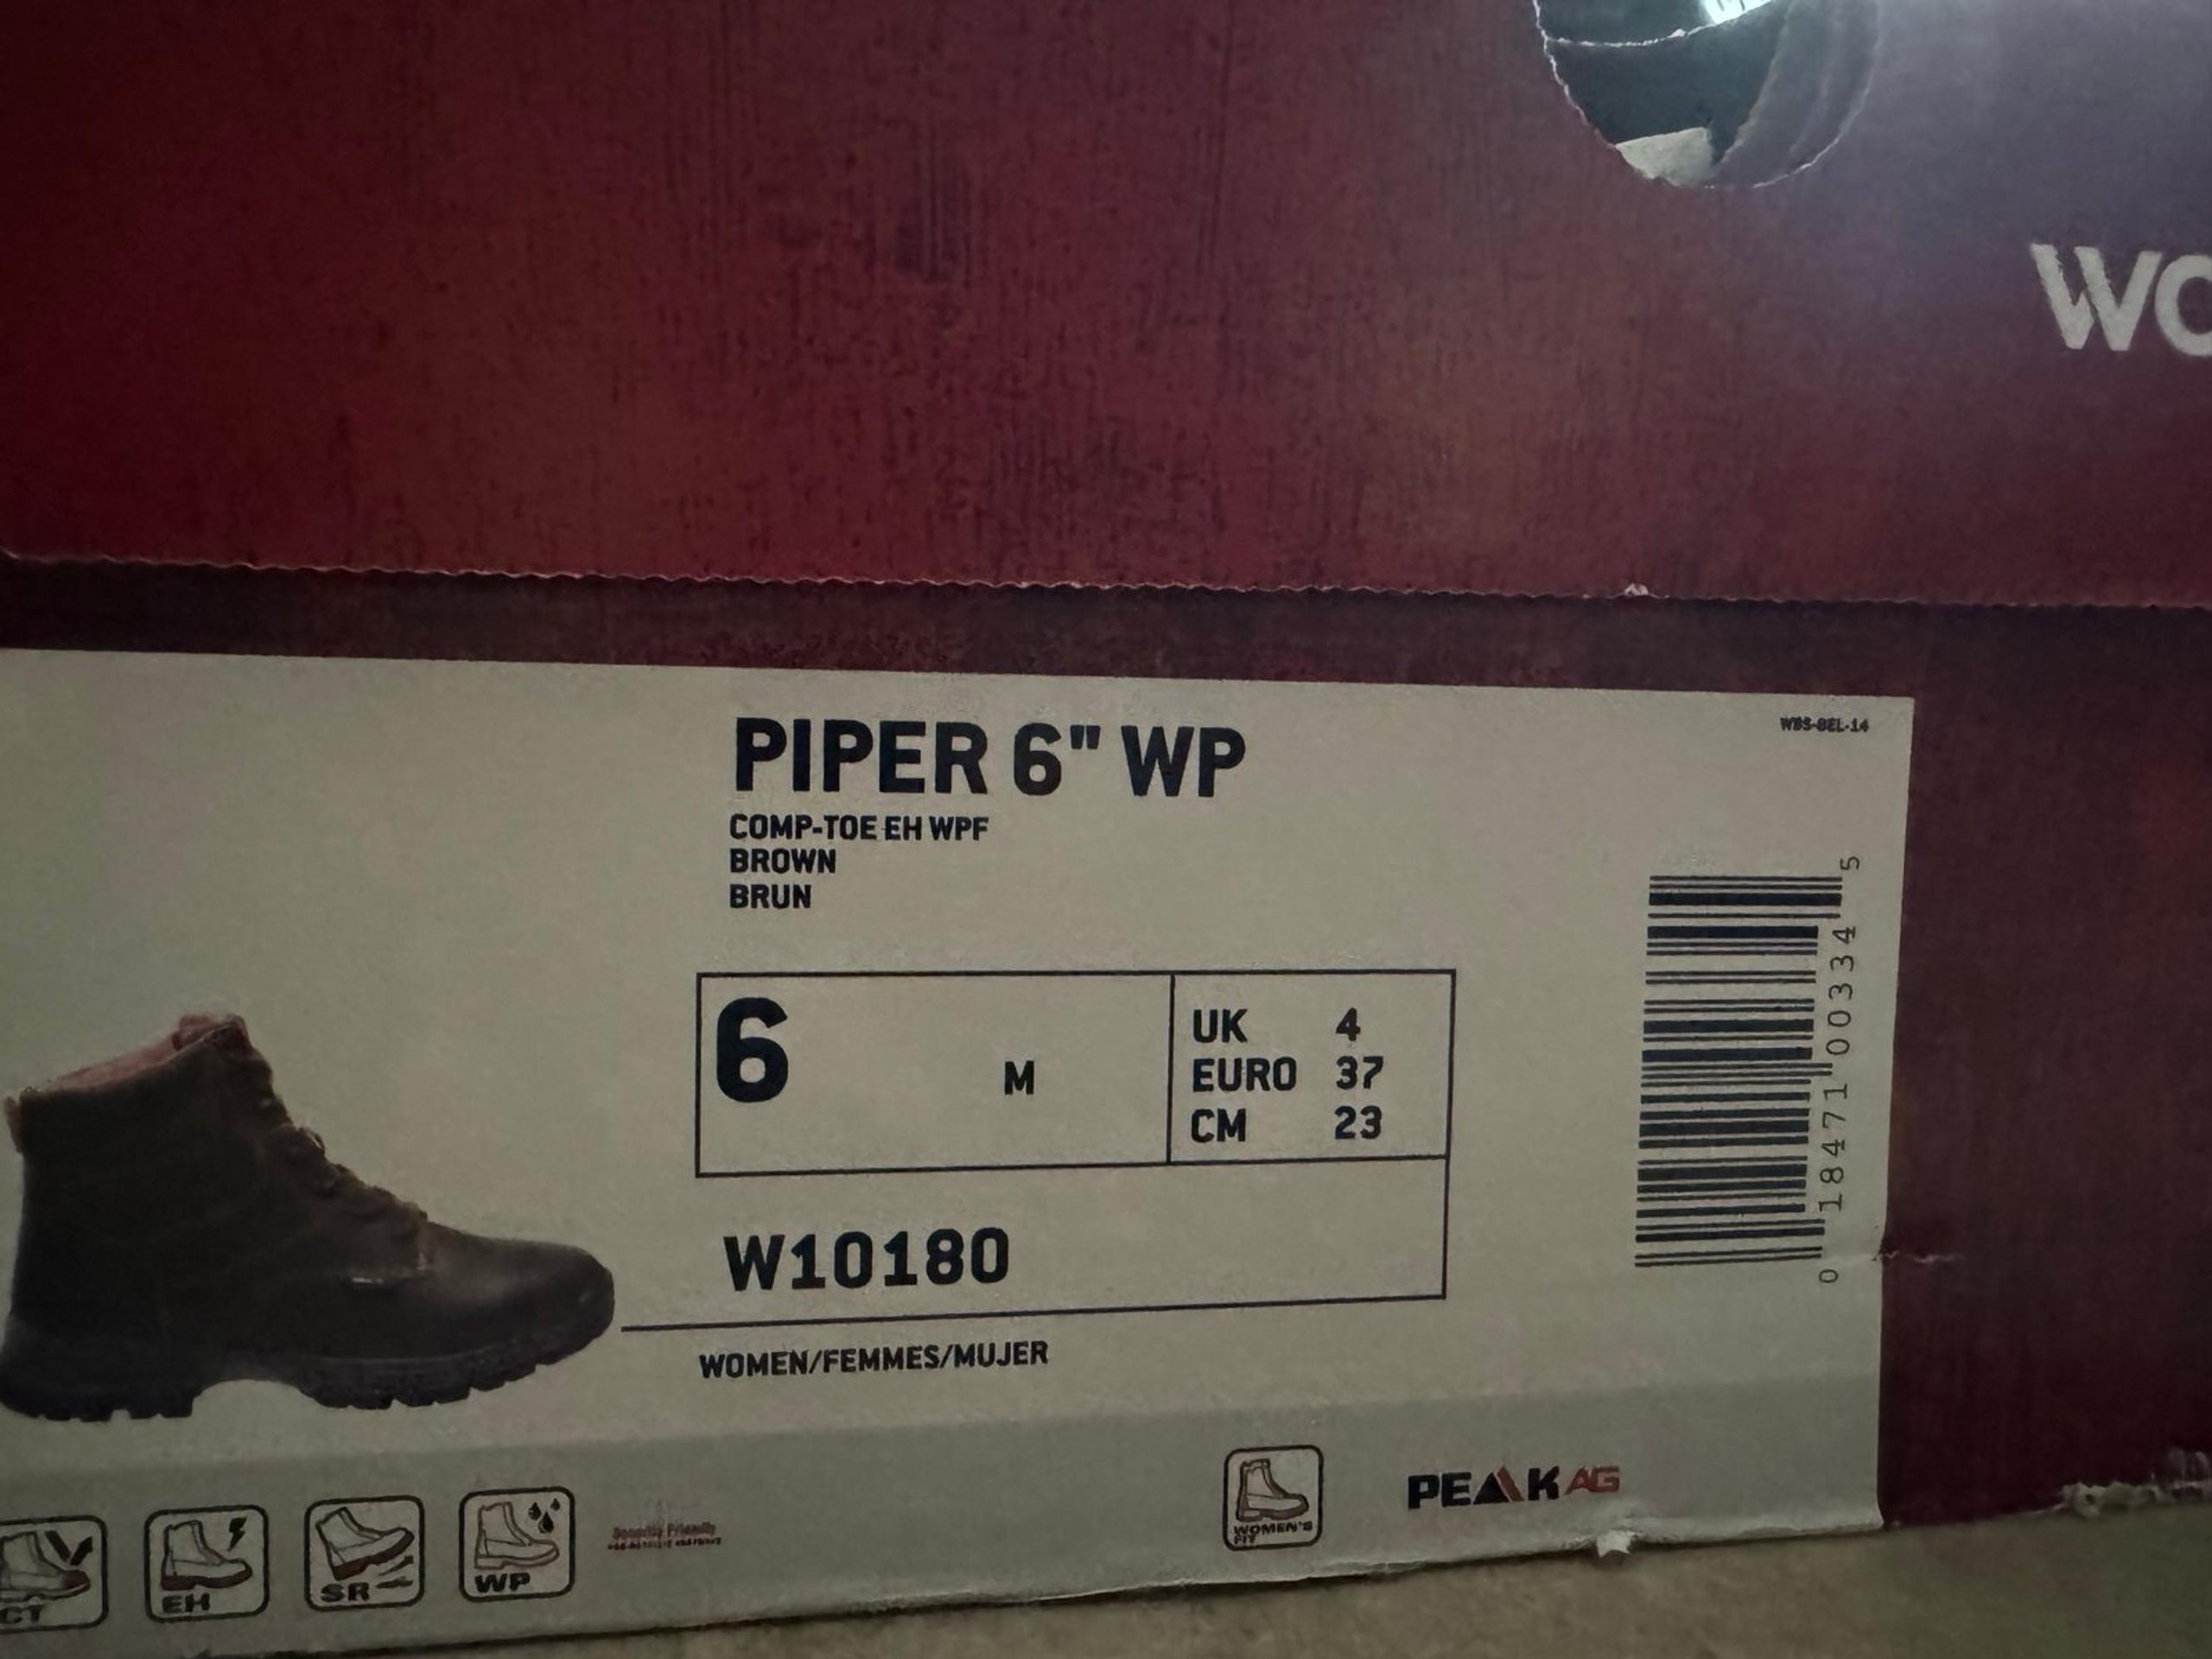 WO
WBS-BEL-14
PIPER 6" WP
COMP-TOE EH WPF
BROWN
BRUN
6 M
UK 4
EURO 37
CM 23
W10180
WOMEN/FEMMES/MUJER
0 18471 00334 5
CT
EH
SR
WP
WOMEN'S
FIT
PEAK AG